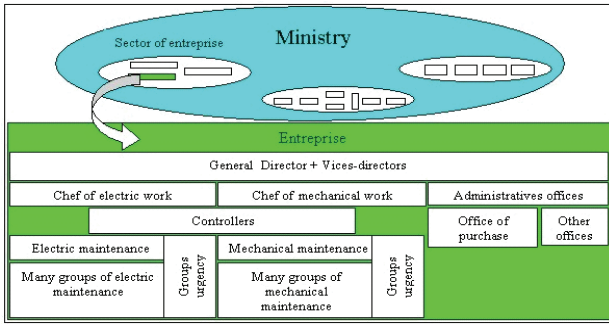 Ministry
Sector of entreprise
Entreprise
General Director + Vices-directors
Chef of electric work
Chef of mechanical work
Administratives offices
Controllers
Office of
purchase
Other
offices
Electric maintenance
Groups
urgency
Mechanical maintenance
Groups
urgency
Many groups of electric
maintenance
Many groups of
mechanical
maintenance